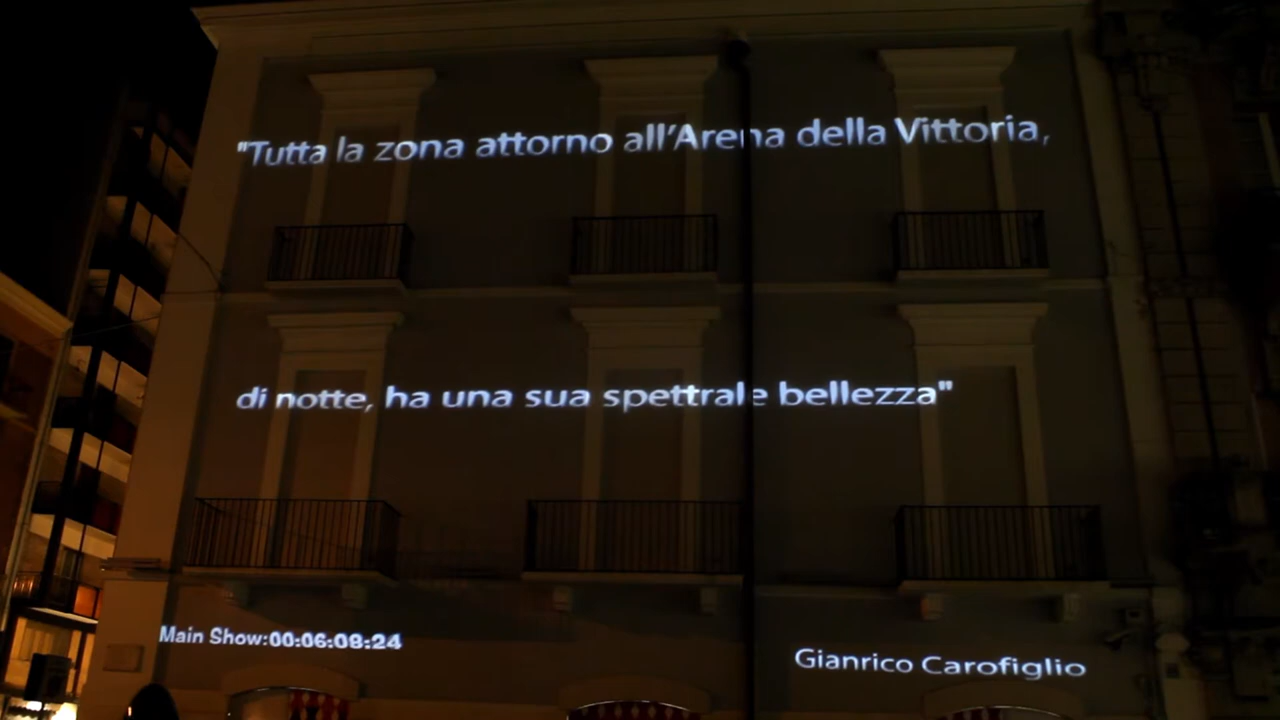 "Tutta la zona attorno all'Arena della Vittoria,
di notte, ha una sua spettrale bellezza"
Main Show:00:06:08:24
Gianrico Carofiglio